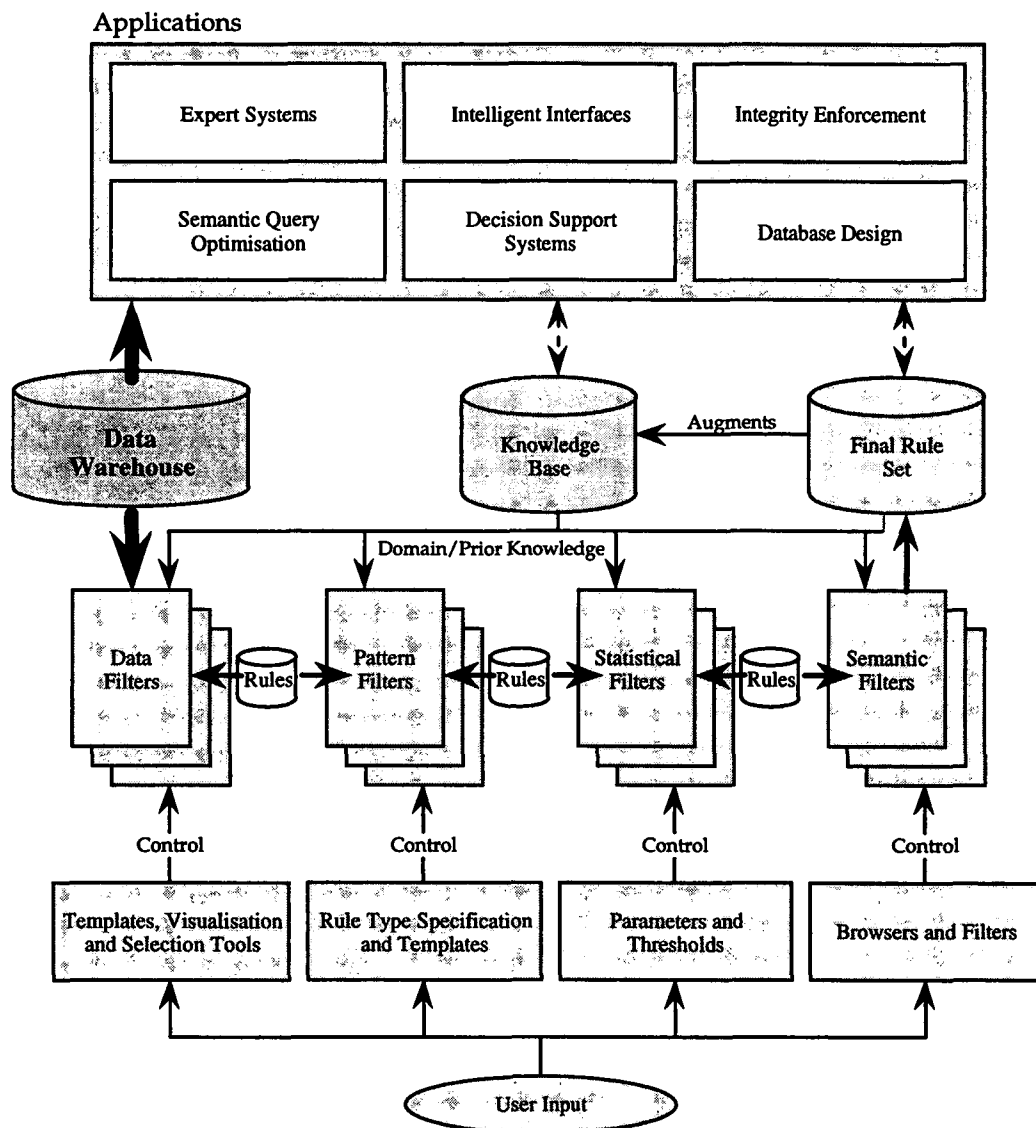 Applications
Expert Systems
Intelligent Interfaces
Integrity Enforcement
Semantic Query
Optimisation
Decision Support
Systems
Database Design
Data
Warehouse
Knowledge
Base
Augments
Final Rule
Set
Domain/Prior Knowledge
Data
Filters
Rules
Pattern
Filters
Rules
Statistical
Filters
Rules
Semantic
Filters
Control
Control
Control
Control
Templates, Visualisation
and Selection Tools
Rule Type Specification
and Templates
Parameters and
Thresholds
Browsers and Filters
User Input